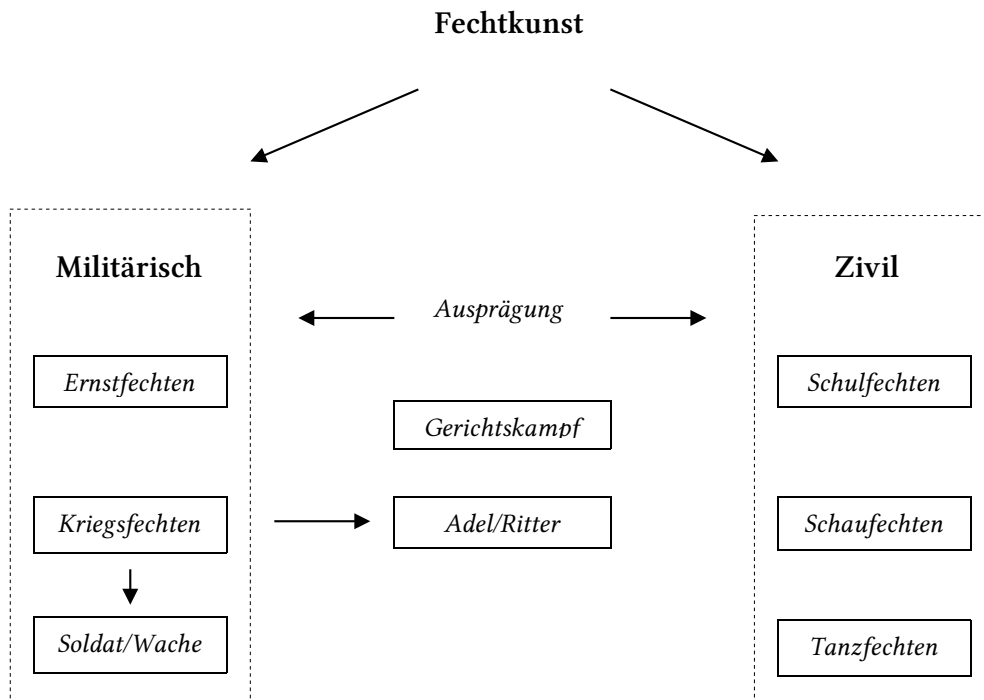 Fechtkunst
Militärisch
Zivil
Ausprägung
Ernstfechten
Schulfechten
Gerichtskampf
Kriegsfechten
Adel/Ritter
Schaufechten
Soldat/Wache
Tanzfechten